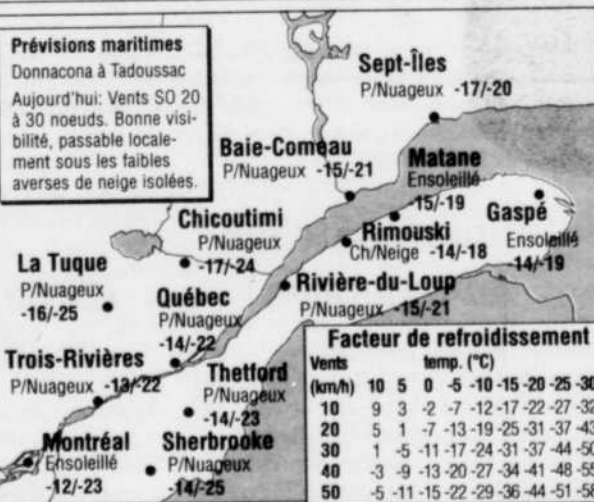 Prévisions maritimes
Donnacona à Tadoussac
Aujourd'hui: Vents SO 20
à 30 noeuds. Bonne visi-
bilité, passable locale-
ment sous les faibles
averses de neige isolées.
Sept-Îles
P/Nuageux -17/-20
Baie-Comeau
P/Nuageux -15/-21
Matane
Ensoleillé
-15/-19
Gaspé
Ensoleillé
-14/-19
Rimouski
Ch/Neige -14/-18
Chicoutimi
P/Nuageux
-17/-24
La Tuque
P/Nuageux
-16/-25
Québec
P/Nuageux
-14/-22
Rivière-du-Loup
P/Nuageux -15/-21
Trois-Rivières
P/Nuageux -13/-22
Thetford
P/Nuageux
-14/-23
Montréal
Ensoleillé
-12/-23
Sherbrooke
P/Nuageux
-14/-25
Facteur de refroidissement
Vents temp. (°C)
(km/h) 10 5 0 -5 -10 -15 -20 -25 -30
10 9 3 -2 -7 -12 -17 -22 -27 -32
20 5 1 -7 -13 -19 -25 -31 -37 -43
30 1 -5 -11 -17 -24 -31 -37 -44 -50
40 -3 -9 -13 -20 -27 -34 -41 -48 -55
50 -5 -11 -15 -22 -29 -36 -44 -51 -58